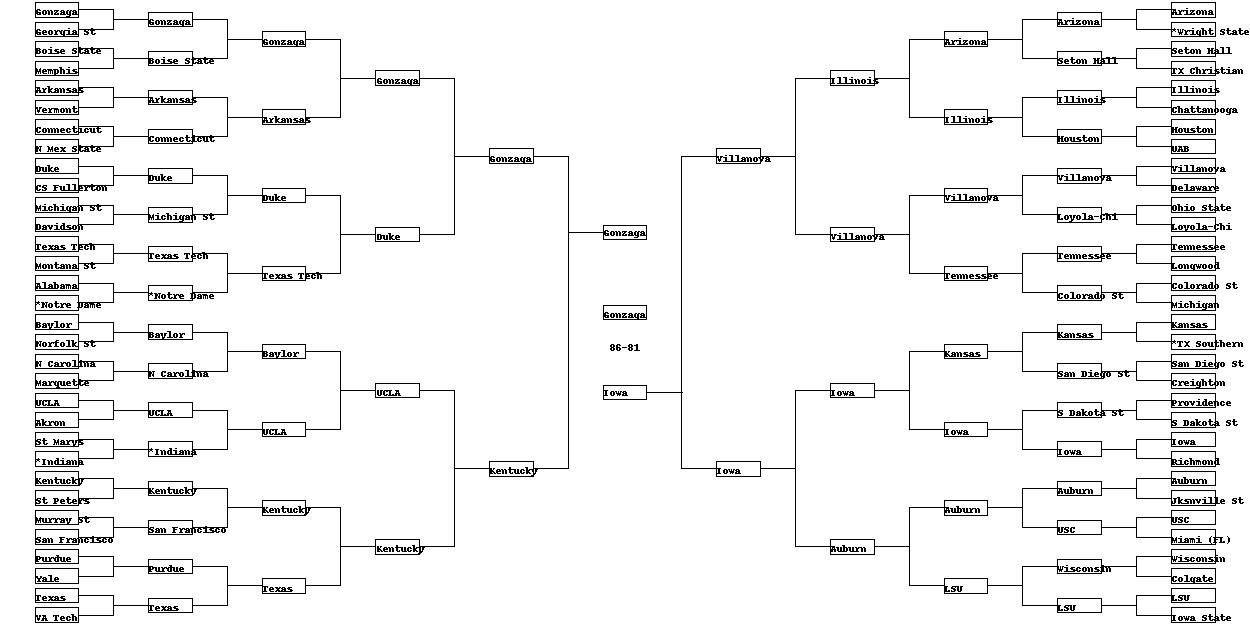 Gonzaga
Georgia St
Boise State
Memphis
Arkansas
Vermont
Connecticut
N Mex State
Duke
CS Fullerton
Michigan St
Davidson
Texas Tech
Montana St
Alabama
*Notre Dame
Baylor
Norfolk St
N Carolina
Marquette
UCLA
Akron
St Marys
*Indiana
Kentucky
St Peters
Murray St
San Francisco
Purdue
Yale
Texas
VA Tech
Gonzaga
Boise State
Arkansas
Connecticut
Duke
Michigan St
Texas Tech
*Notre Dame
Baylor
N Carolina
UCLA
*Indiana
Kentucky
San Francisco
Purdue
Texas
Gonzaga
Arkansas
Duke
Texas Tech
Baylor
UCLA
Kentucky
Texas
Gonzaga
Duke
UCLA
Kentucky
Gonzaga
Kentucky
Gonzaga
Gonzaga
86-81
Iowa
Villanova
Iowa
Illinois
Villanova
Iowa
Auburn
Arizona
Illinois
Villanova
Tennessee
Kansas
Iowa
Auburn
LSU
Arizona
Seton Hall
Illinois
Houston
Villanova
Loyola-Chi
Tennessee
Colorado St
Kansas
San Diego St
S Dakota St
Iowa
Auburn
USC
Wisconsin
LSU
Arizona
*Wright State
Seton Hall
TX Christian
Illinois
Chattanooga
Houston
UAB
Villanova
Delaware
Ohio State
Loyola-Chi
Tennessee
Longwood
Colorado St
Michigan
Kansas
*TX Southern
San Diego St
Creighton
Providence
S Dakota St
Iowa
Richmond
Auburn
Jksnville St
USC
Miami (FL)
Wisconsin
Colgate
LSU
Iowa State